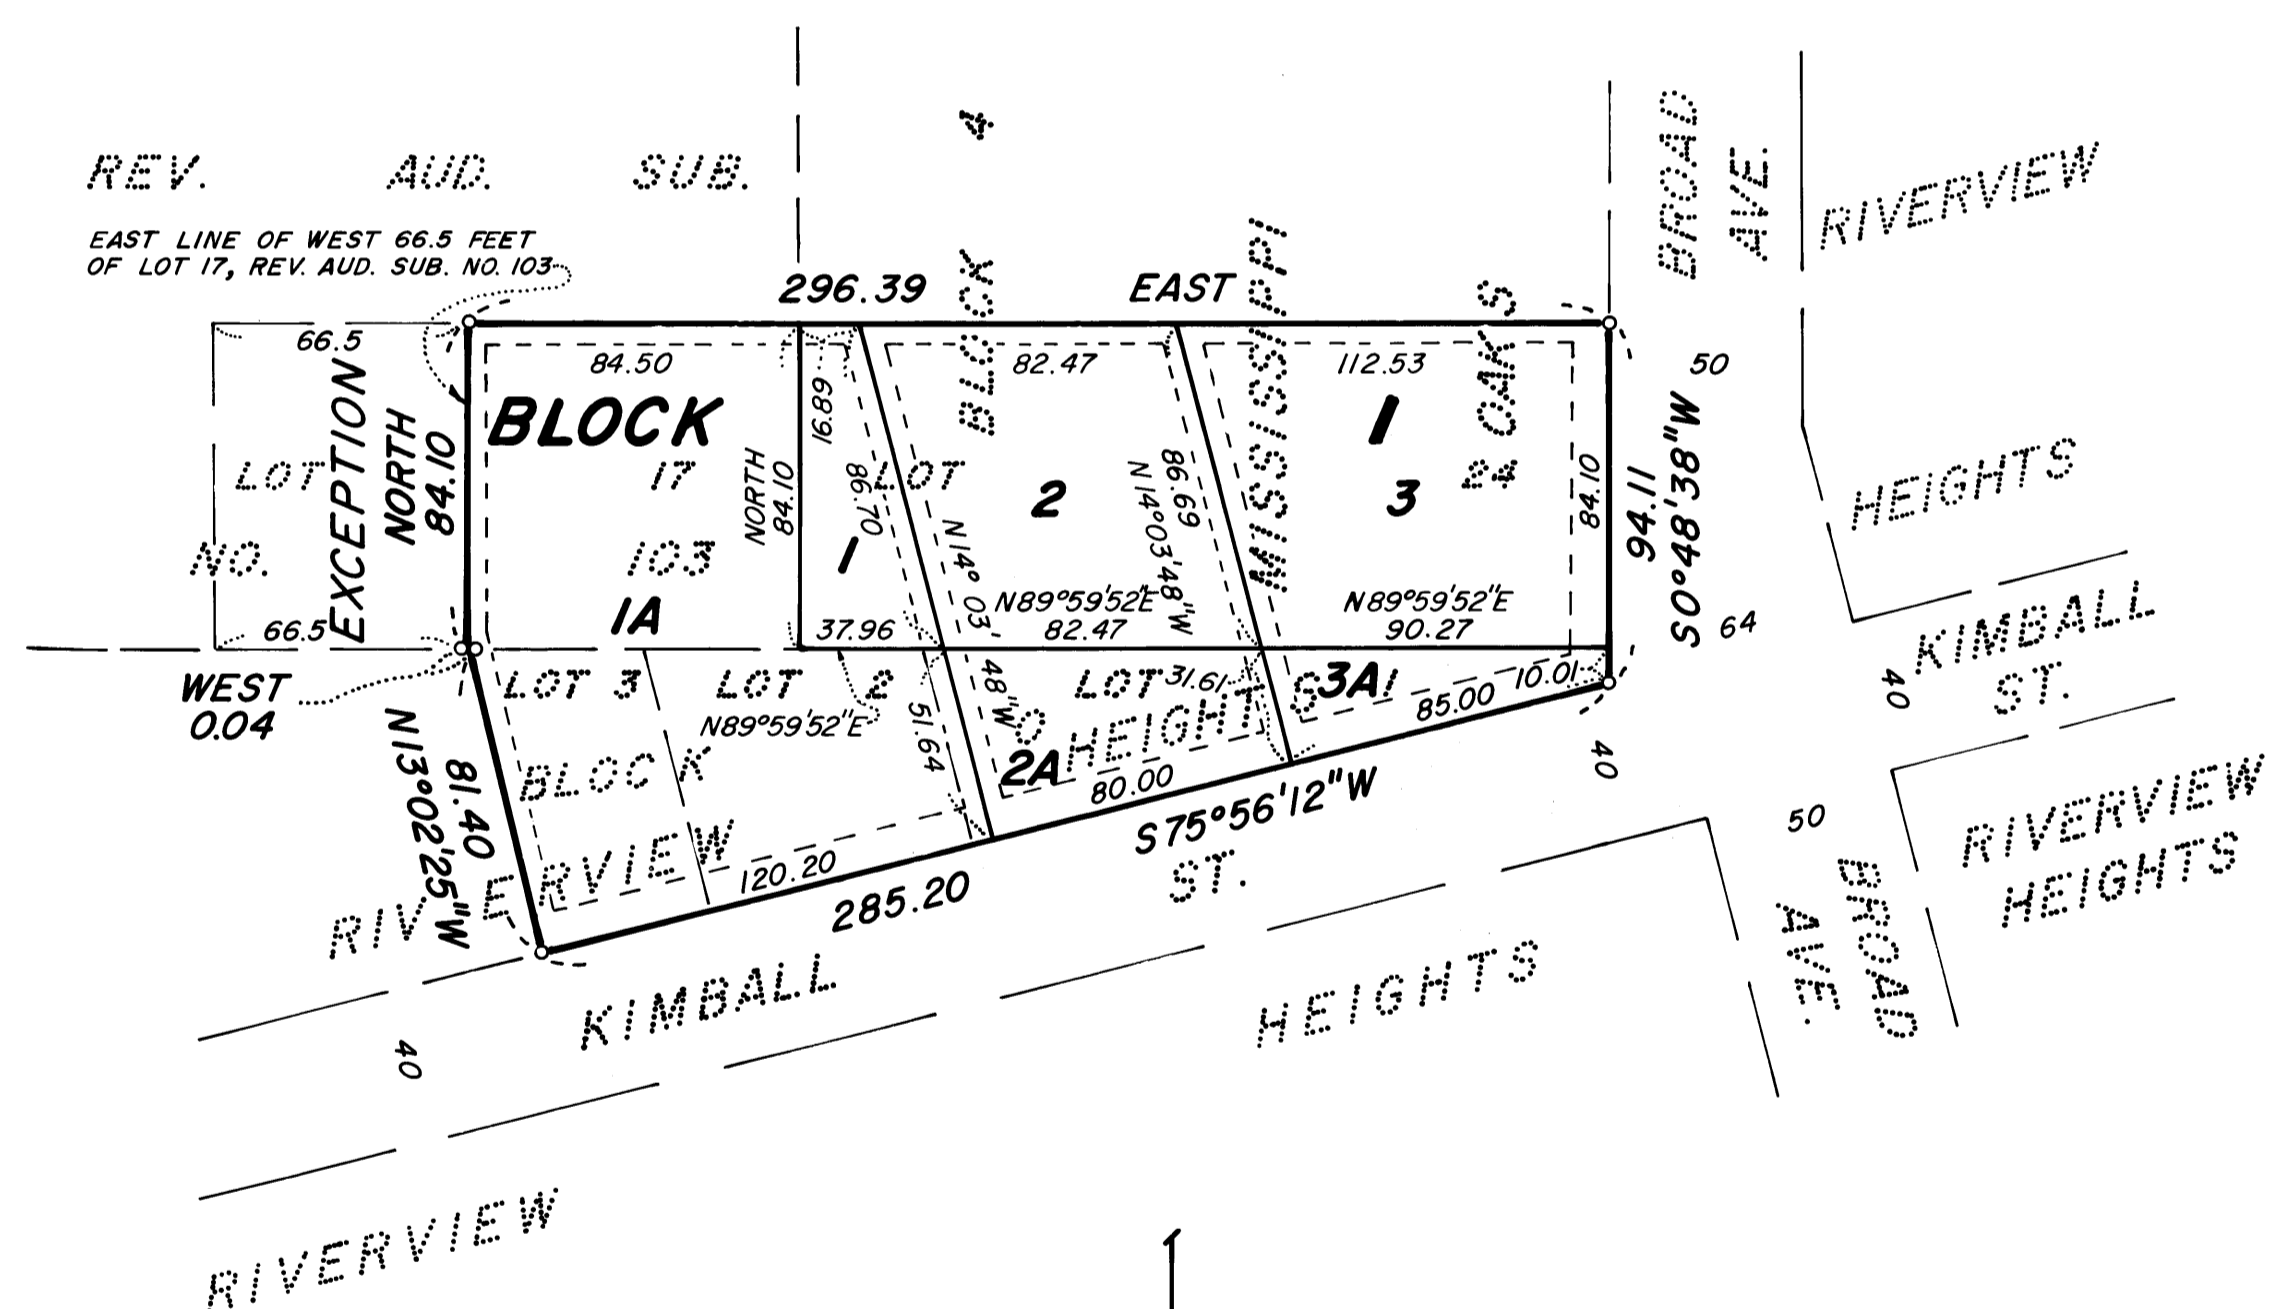 REV. AUD. SUB.
4
BROAD
AVE.
RIVERVIEW
EAST LINE OF WEST 66.5 FEET
OF LOT 17, REV. AUD. SUB. NO. 103
296.39
EAST
BLOCK
MISSISSIPPI
OAKS
66.5
84.50
82.47
112.53
50
EXCEPTION
NORTH
84.10
BLOCK
16.89
1
LOT
17
NORTH
84.10
86.70
LOT
2
N14°03'48"W
86.69
3
24
84.10
94.11
S0°48'38"W
HEIGHTS
NO.
103
1
N14°03'48"W
N89°59'52"E
N89°59'52"E
66.5
1A
37.96
82.47
90.27
64
KIMBALL
ST.
WEST
0.04
LOT 3
LOT 2
N89°59'52"E
LOT 1
31.61
3A
10.01
85.00
40
51.64
HEIGHTS
81.40
N13°02'25"W
BLOCK
2A
80.00
40
S75°56'12"W
RIVERVIEW
120.20
285.20
ST.
50
RIVERVIEW
HEIGHTS
BROAD
AVE.
KIMBALL
HEIGHTS
40
RIVERVIEW